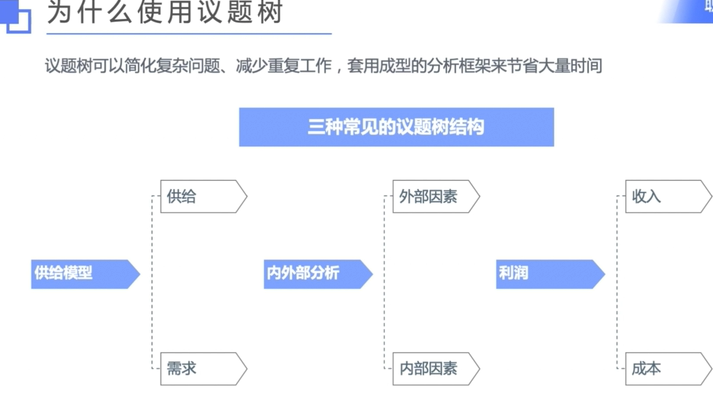 为什么使用议题树
议题树可以简化复杂问题、减少重复工作，套用成型的分析框架来节省大量时间
三种常见的议题树结构
供给
外部因素
收入
供给模型
内外部分析
利润
需求
内部因素
成本